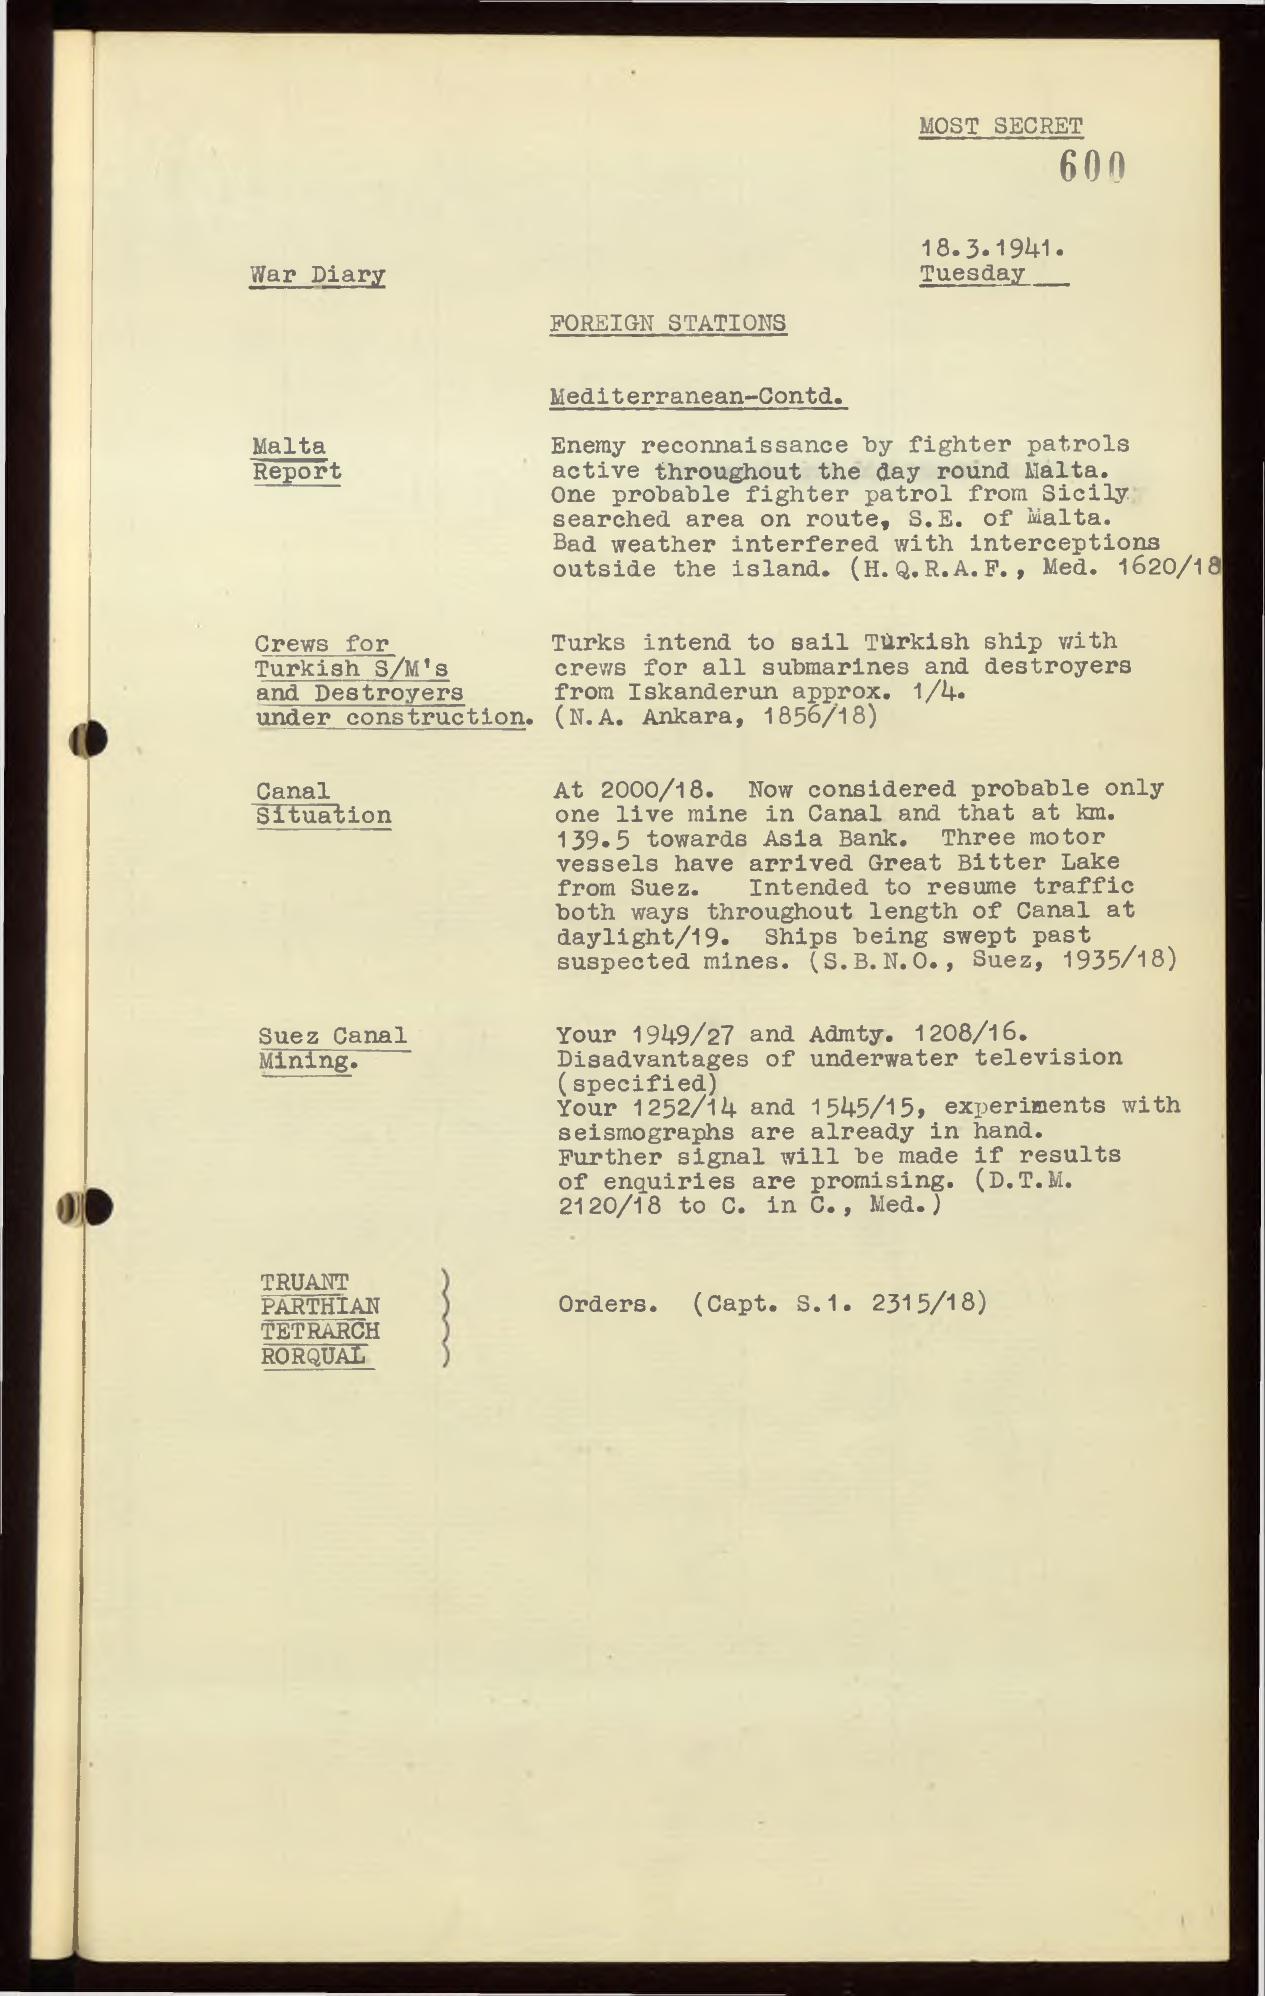 MOST SECRET
600
18.3.1941.
War Diary
Tuesday
FOREIGN STATIONS
Mediterranean-Contd.
Malta
Report
Enemy reconnaissance by fighter patrols
active throughout the day round Malta.
One probable fighter patrol from Sicily
searched area on route, S.E. of Malta.
Bad weather interfered with interceptions
outside the island. (H.Q.R.A.F., Med. 1620/18
Crews for
Turkish S/M's
and Destroyers
under construction.
Turks intend to sail Turkish ship with
crews for all submarines and destroyers
from Iskanderun approx. 1/4.
(N.A. Ankara, 1856/18)
Canal
Situation
At 2000/18. Now considered probable only
one live mine in Canal and that at km.
139.5 towards Asia Bank. Three motor
vessels have arrived Great Bitter Lake
from Suez. Intended to resume traffic
both ways throughout length of Canal at
daylight/19. Ships being swept past
suspected mines. (S.B.N.O., Suez, 1935/18)
Suez Canal
Mining.
Your 1949/27 and Admty. 1208/16.
Disadvantages of underwater television
(specified)
Your 1252/14 and 1545/15, experiments with
seismographs are already in hand.
Further signal will be made if results
of enquiries are promising. (D.T.M.
2120/18 to C. in C., Med.)
TRUANT )
PARTHIAN )
TETRARCH )
RORQUAL )
Orders. (Capt. S.1. 2315/18)